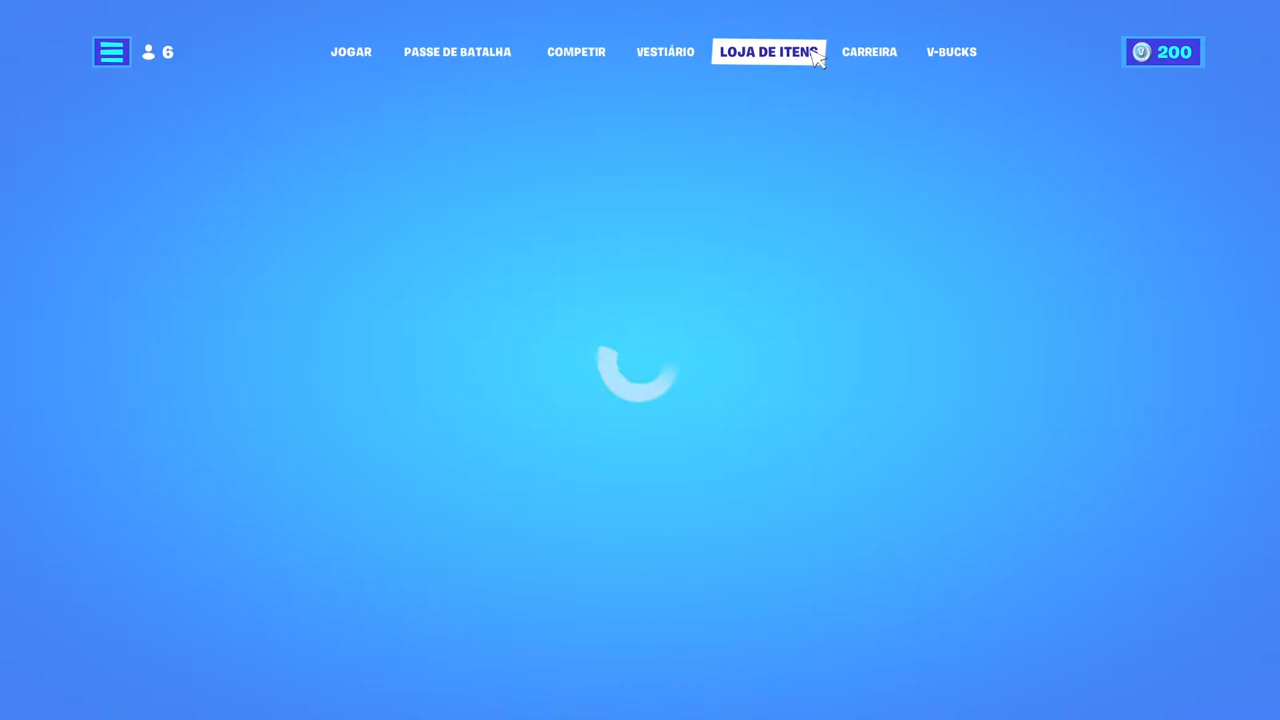 6 JOGAR PASSE DE BATALHA COMPETIR VESTIÁRIO LOJA DE ITENS CARREIRA V-BUCKS 200